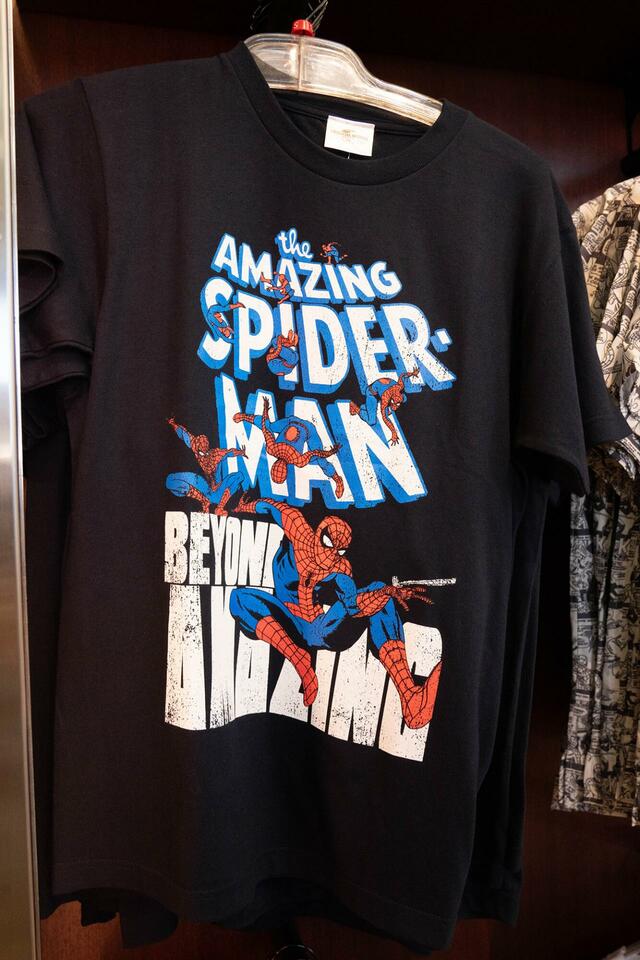 the
AMAZING
SPIDER-
MAN
BEYOND
AMAZING
S